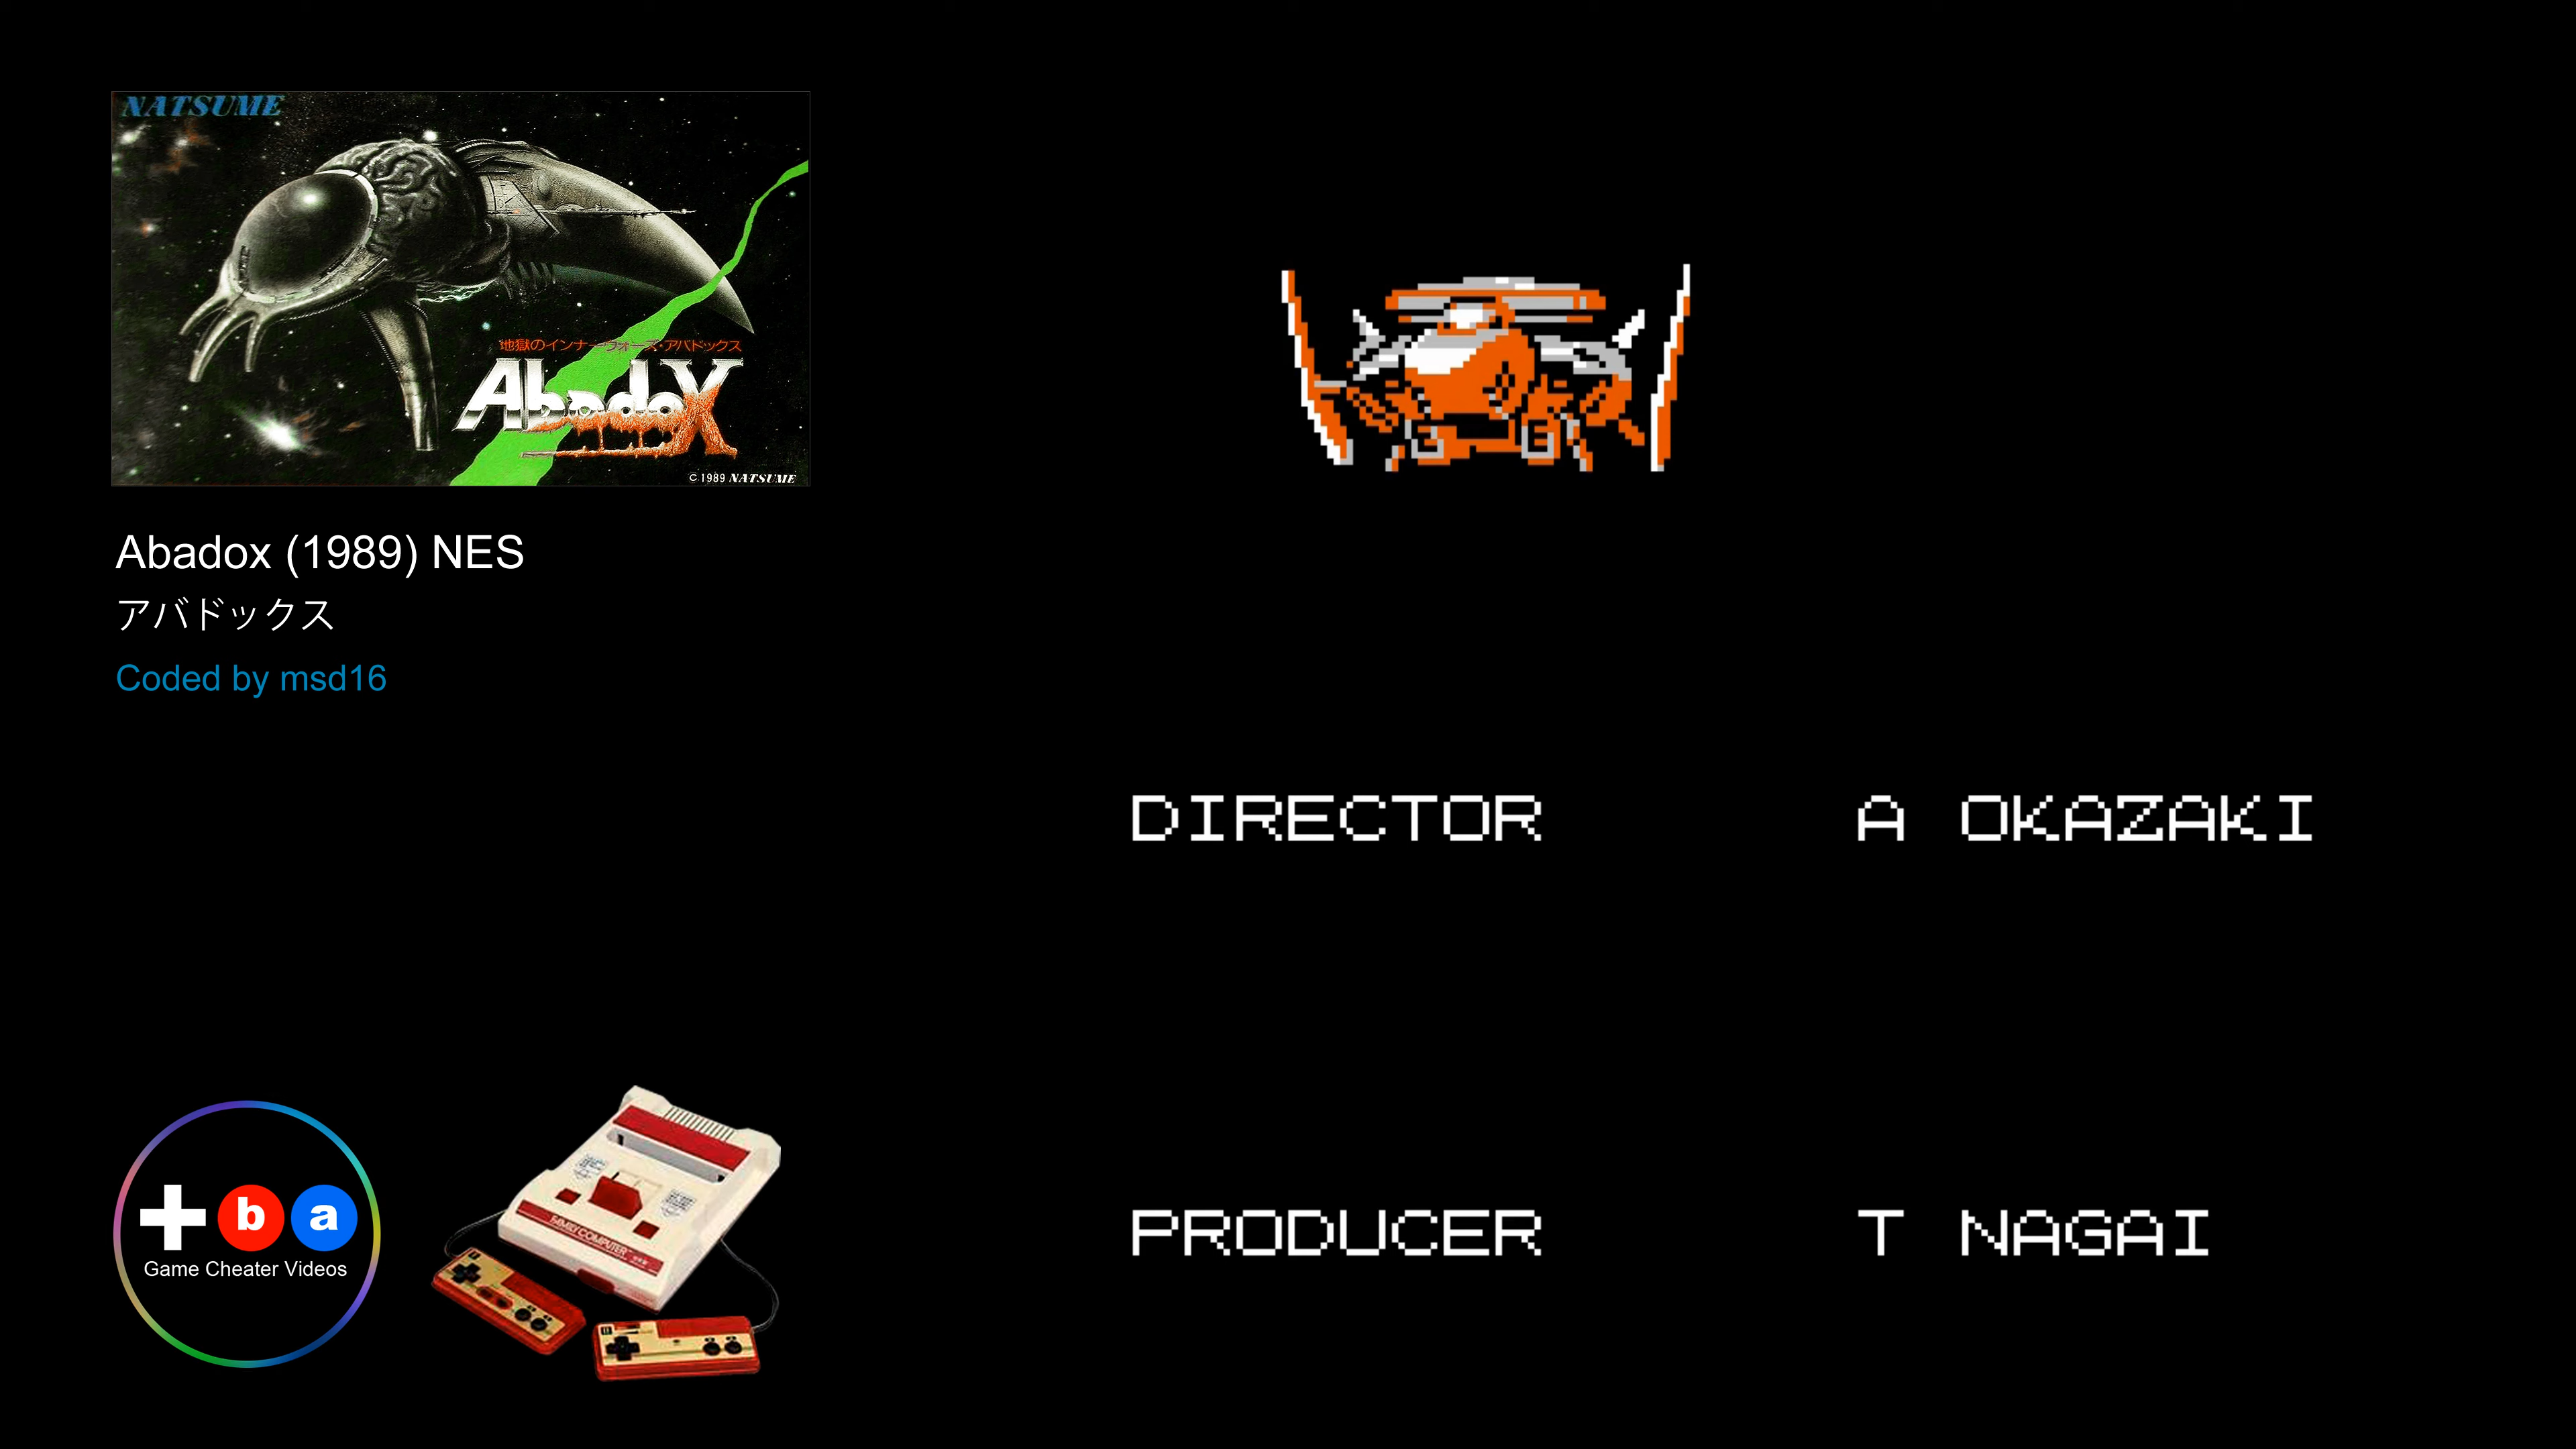 NATSUME
地獄のインナーウォーズ・アバドックス
Abadox
©1989 NATSUME
Abadox (1989) NES
アバドックス
Coded by msd16
DIRECTOR A OKAZAKI
PRODUCER T NAGAI
b a
Game Cheater Videos
FAMILY COMPUTER